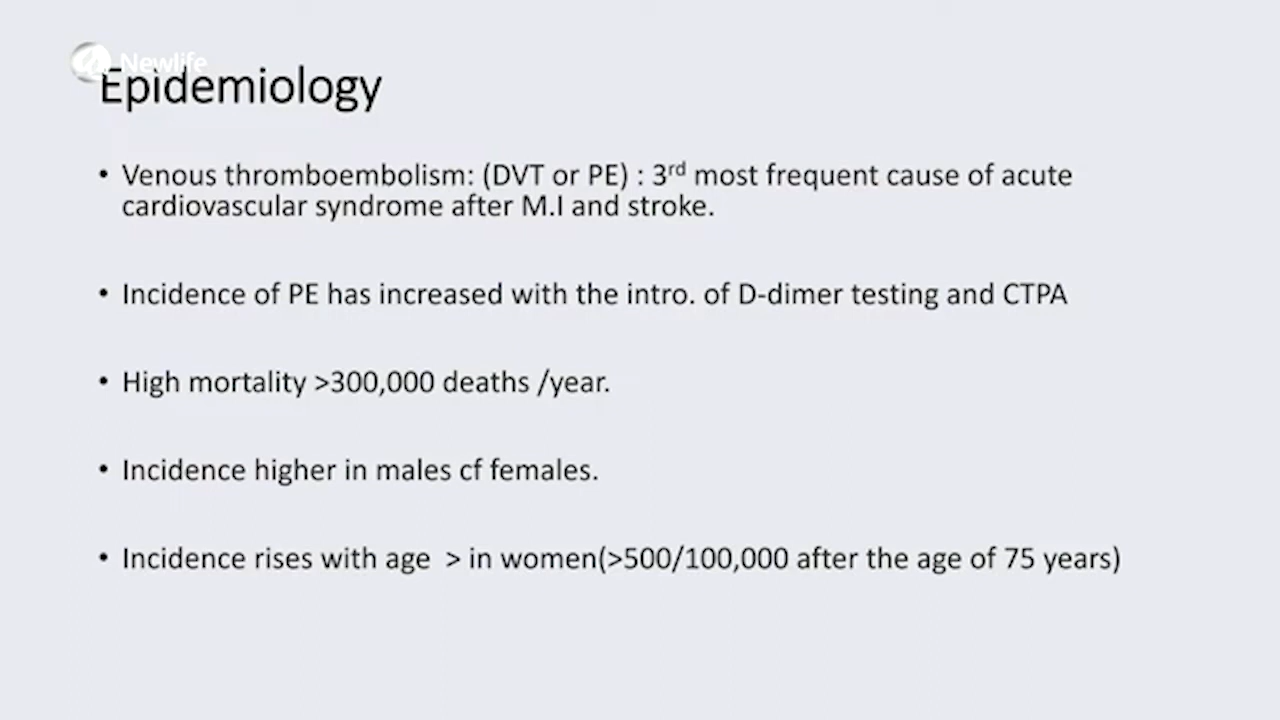 Newlife
Epidemiology
• Venous thromboembolism: (DVT or PE) : 3rd most frequent cause of acute
cardiovascular syndrome after M.I and stroke.
• Incidence of PE has increased with the intro. of D-dimer testing and CTPA
• High mortality >300,000 deaths /year.
• Incidence higher in males cf females.
• Incidence rises with age  > in women(>500/100,000 after the age of 75 years)